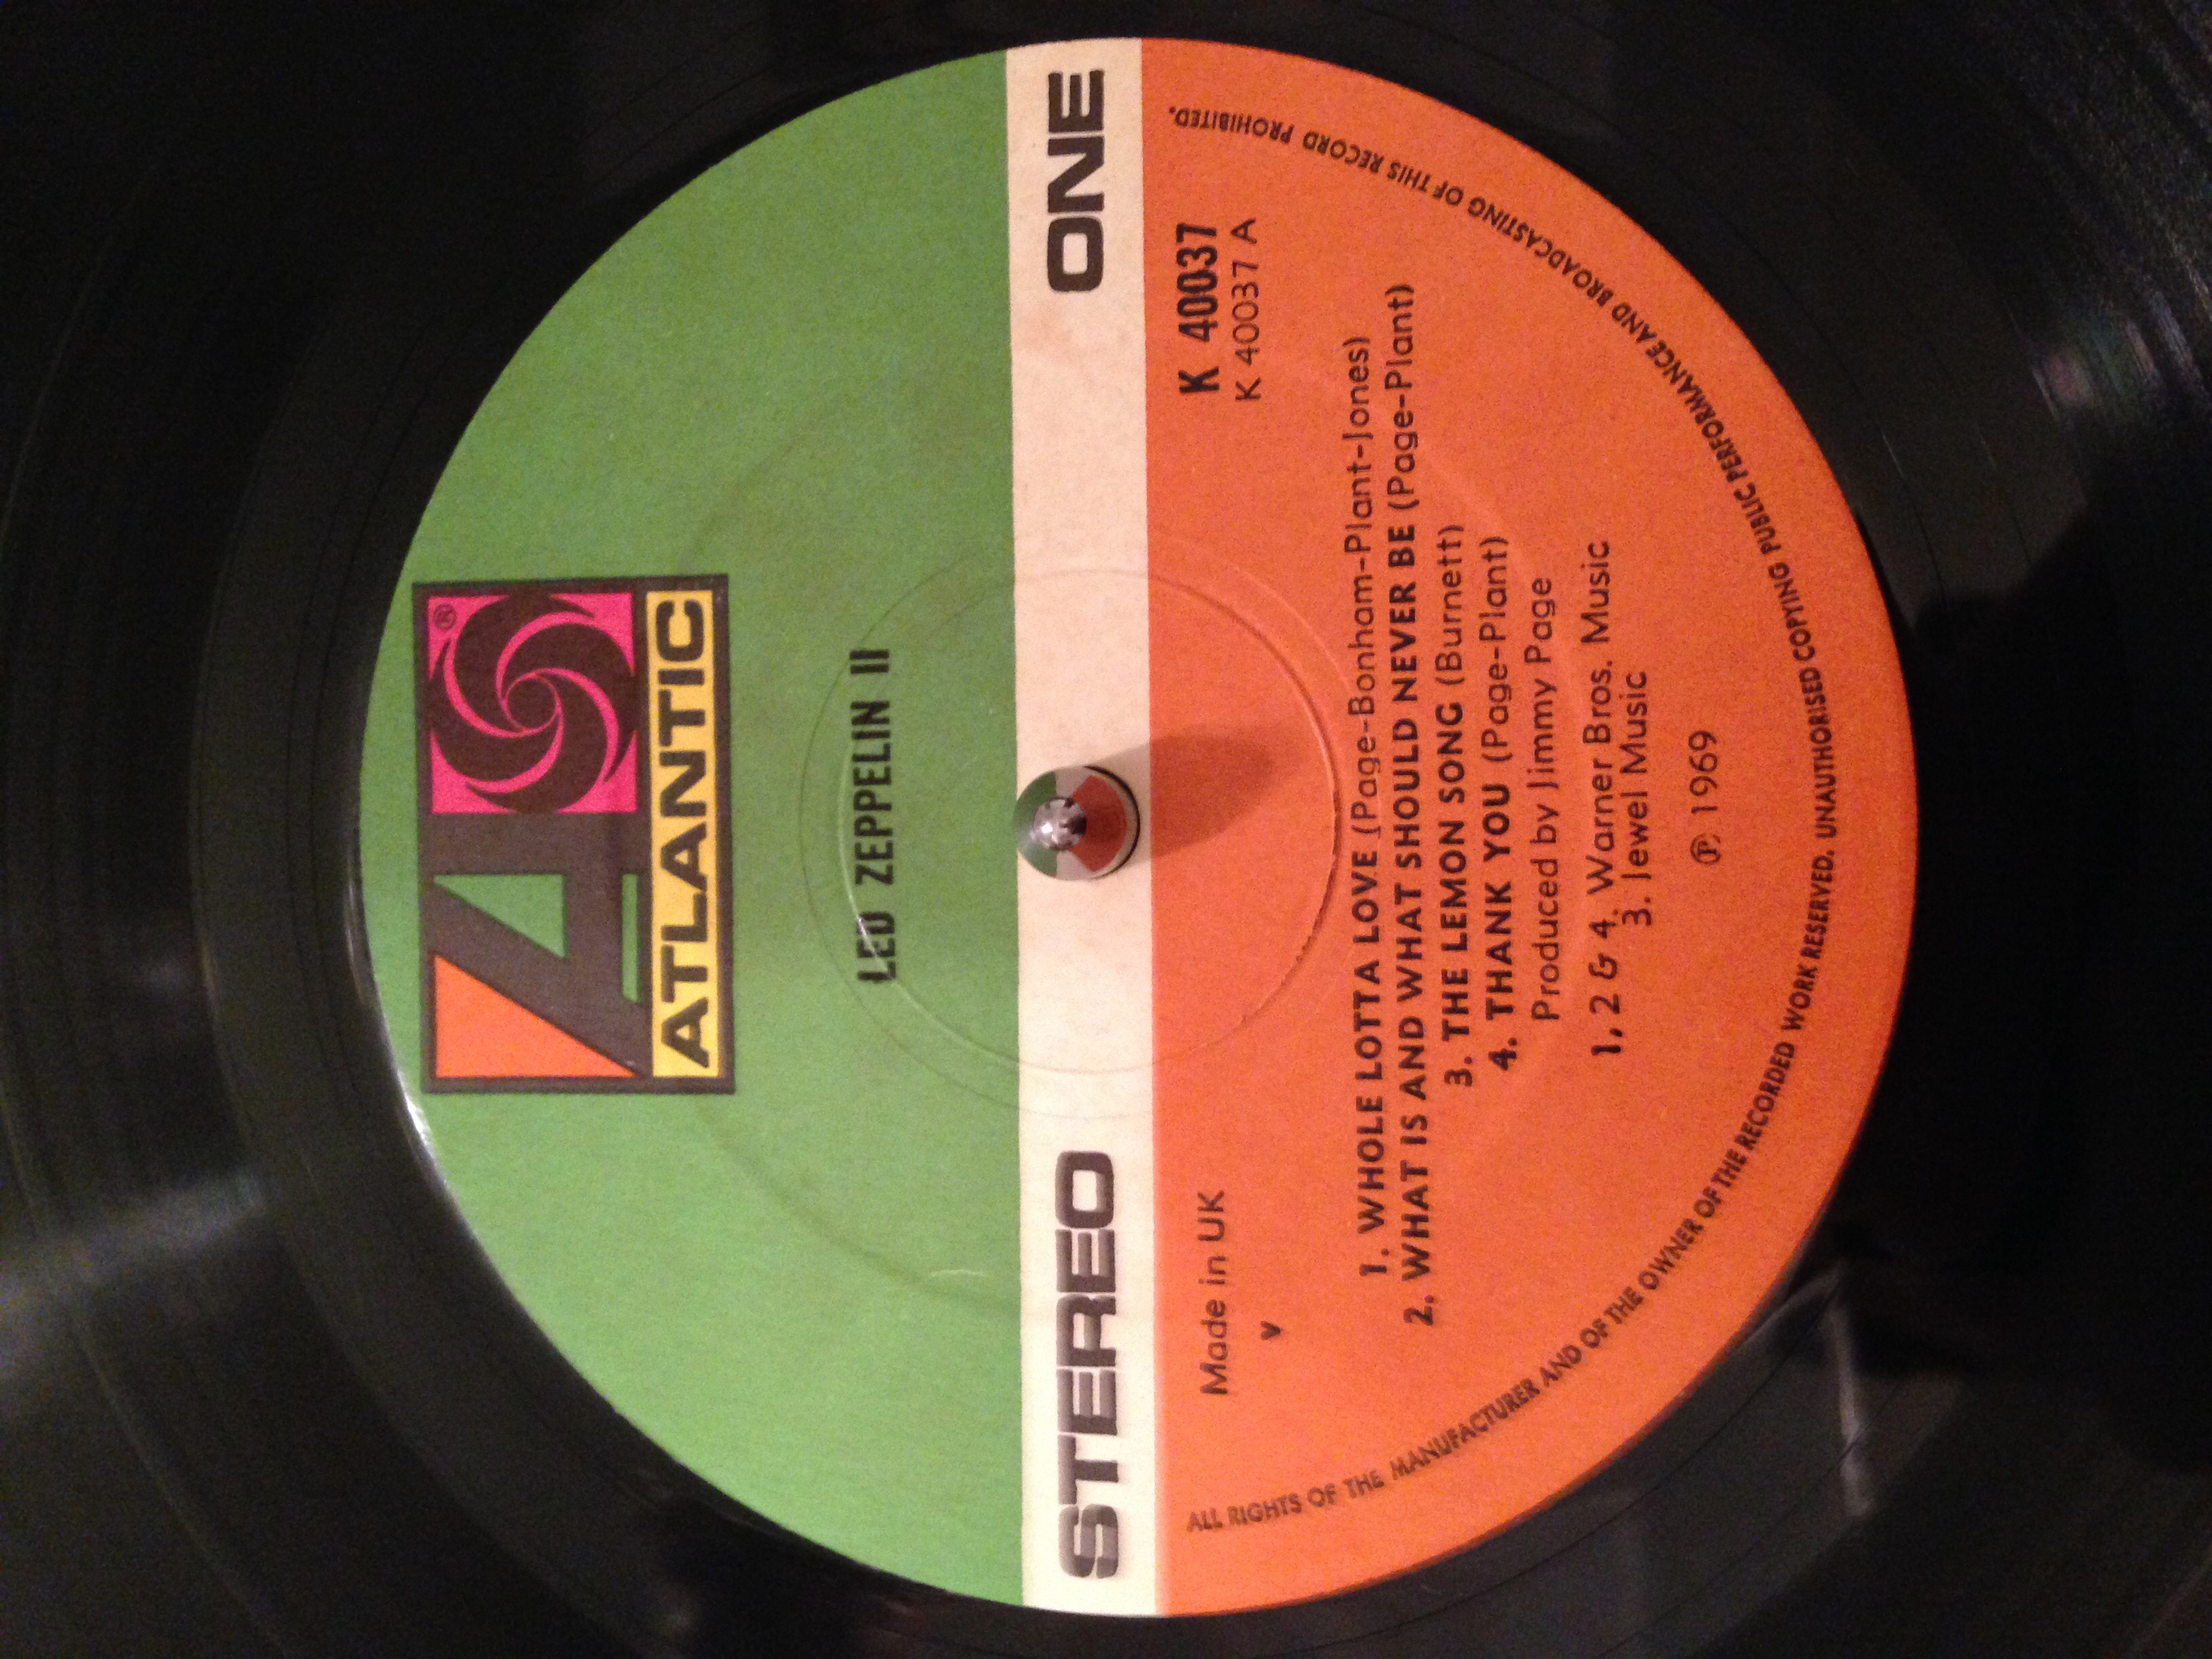 ATLANTIC
®
LED ZEPPELIN II
STEREO ONE
Made in UK K 40037
V K 40037 A
1. WHOLE LOTTA LOVE (Page-Bonham-Plant-Jones)
2. WHAT IS AND WHAT SHOULD NEVER BE (Page-Plant)
3. THE LEMON SONG (Burnett)
4. THANK YOU (Page-Plant)
Produced by Jimmy Page
1, 2 & 4. Warner Bros. Music
3. Jewel Music
℗ 1969
ALL RIGHTS OF THE MANUFACTURER AND OF THE OWNER OF THE RECORDED WORK RESERVED. UNAUTHORISED COPYING PUBLIC PERFORMANCE AND BROADCASTING OF THIS RECORD PROHIBITED.